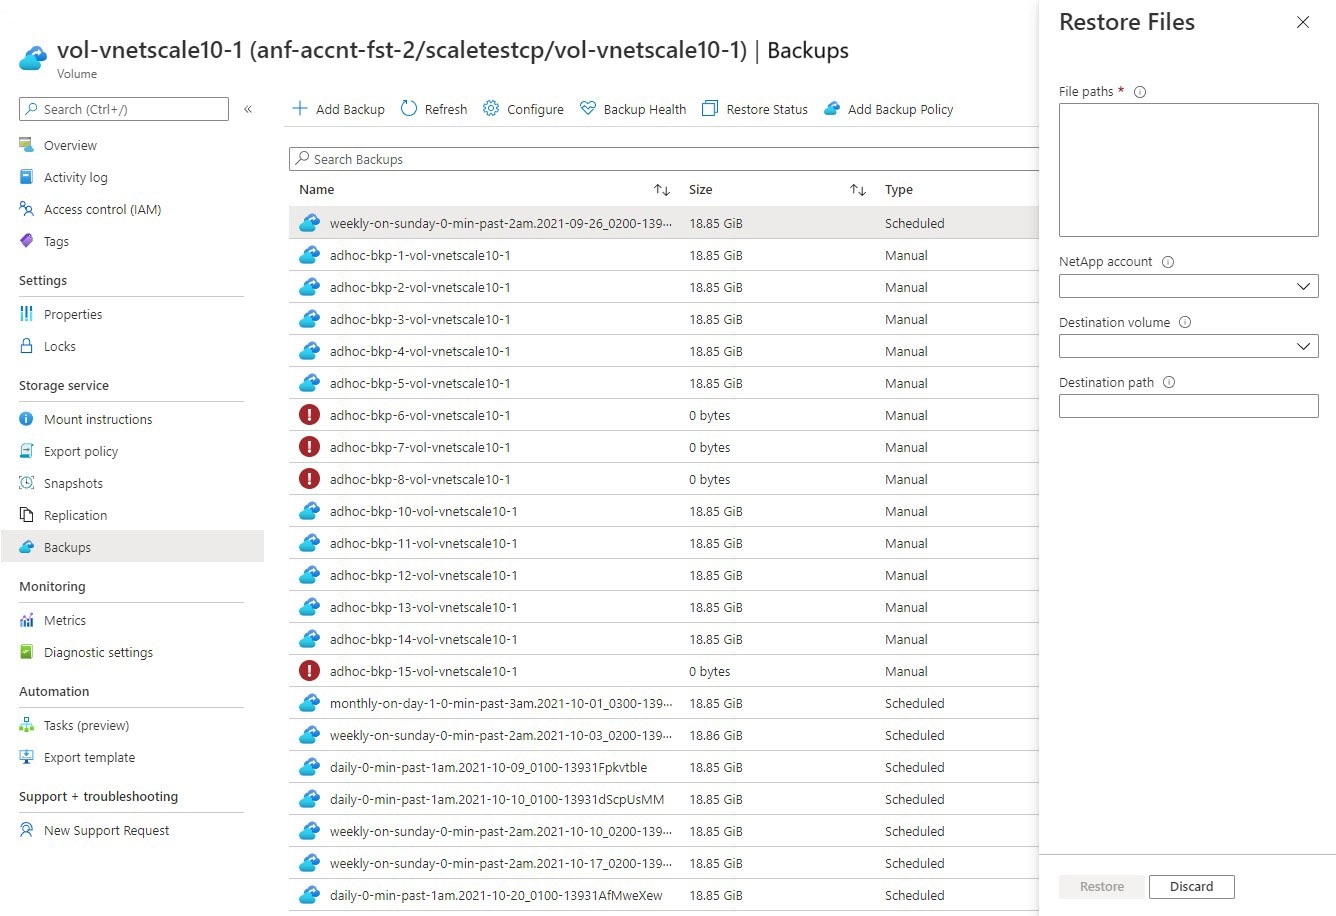 vol-vnetscale10-1 (anf-accnt-fst-2/scaletestcp/vol-vnetscale10-1) | Backups
Volume
Search (Ctrl+/)
«
Overview
Activity log
Access control (IAM)
Tags
Settings
Properties
Locks
Storage service
Mount instructions
Export policy
Snapshots
Replication
Backups
Monitoring
Metrics
Diagnostic settings
Automation
Tasks (preview)
Export template
Support + troubleshooting
New Support Request
Add Backup Refresh Configure Backup Health Restore Status Add Backup Policy
Search Backups
Name Size Type
weekly-on-sunday-0-min-past-2am.2021-09-26_0200-139··· 18.85 GiB Scheduled
adhoc-bkp-1-vol-vnetscale10-1 18.85 GiB Manual
adhoc-bkp-2-vol-vnetscale10-1 18.85 GiB Manual
adhoc-bkp-3-vol-vnetscale10-1 18.85 GiB Manual
adhoc-bkp-4-vol-vnetscale10-1 18.85 GiB Manual
adhoc-bkp-5-vol-vnetscale10-1 18.85 GiB Manual
adhoc-bkp-6-vol-vnetscale10-1 0 bytes Manual
adhoc-bkp-7-vol-vnetscale10-1 0 bytes Manual
adhoc-bkp-8-vol-vnetscale10-1 0 bytes Manual
adhoc-bkp-10-vol-vnetscale10-1 18.85 GiB Manual
adhoc-bkp-11-vol-vnetscale10-1 18.85 GiB Manual
adhoc-bkp-12-vol-vnetscale10-1 18.85 GiB Manual
adhoc-bkp-13-vol-vnetscale10-1 18.85 GiB Manual
adhoc-bkp-14-vol-vnetscale10-1 18.85 GiB Manual
adhoc-bkp-15-vol-vnetscale10-1 0 bytes Manual
monthly-on-day-1-0-min-past-3am.2021-10-01_0300-139··· 18.85 GiB Scheduled
weekly-on-sunday-0-min-past-2am.2021-10-03_0200-139··· 18.86 GiB Scheduled
daily-0-min-past-1am.2021-10-09_0100-13931Fpkvtble 18.85 GiB Scheduled
daily-0-min-past-1am.2021-10-10_0100-13931dScpUsMM 18.85 GiB Scheduled
weekly-on-sunday-0-min-past-2am.2021-10-10_0200-139··· 18.85 GiB Scheduled
weekly-on-sunday-0-min-past-2am.2021-10-17_0200-139··· 18.85 GiB Scheduled
daily-0-min-past-1am.2021-10-20_0100-13931AfMweXew 18.85 GiB Scheduled
Restore Files
File paths *
NetApp account
Destination volume
Destination path
Restore Discard